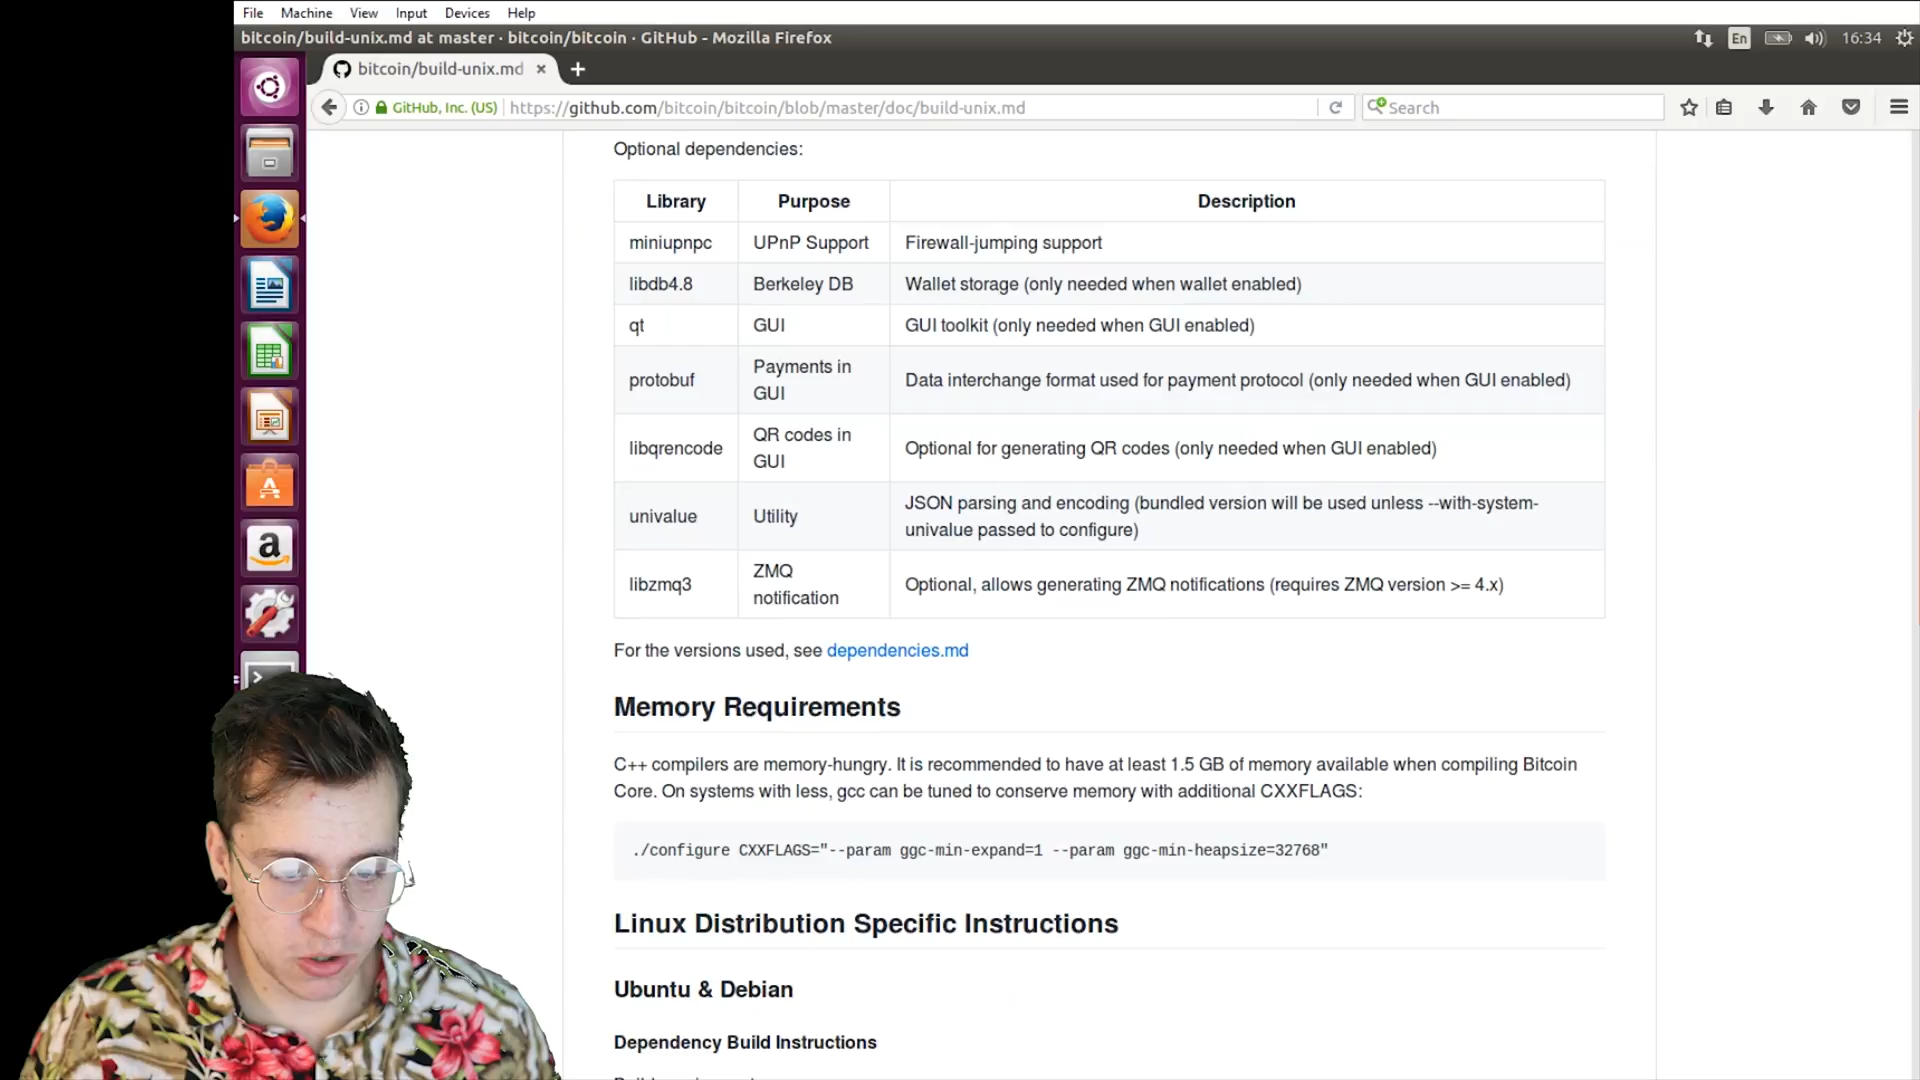 File Machine View Input Devices Help
bitcoin/build-unix.md at master · bitcoin/bitcoin · GitHub - Mozilla Firefox
En 16:34
bitcoin/build-unix.md
GitHub, Inc. (US) https://github.com/bitcoin/bitcoin/blob/master/doc/build-unix.md Search
Optional dependencies:
Library Purpose Description
miniupnpc UPnP Support Firewall-jumping support
libdb4.8 Berkeley DB Wallet storage (only needed when wallet enabled)
qt GUI GUI toolkit (only needed when GUI enabled)
protobuf Payments in GUI Data interchange format used for payment protocol (only needed when GUI enabled)
libqrencode QR codes in GUI Optional for generating QR codes (only needed when GUI enabled)
univalue Utility JSON parsing and encoding (bundled version will be used unless --with-system-
univalue passed to configure)
libzmq3 ZMQ notification Optional, allows generating ZMQ notifications (requires ZMQ version >= 4.x)
For the versions used, see dependencies.md
Memory Requirements
C++ compilers are memory-hungry. It is recommended to have at least 1.5 GB of memory available when compiling Bitcoin
Core. On systems with less, gcc can be tuned to conserve memory with additional CXXFLAGS:
./configure CXXFLAGS="--param ggc-min-expand=1 --param ggc-min-heapsize=32768"
Linux Distribution Specific Instructions
Ubuntu & Debian
Dependency Build Instructions